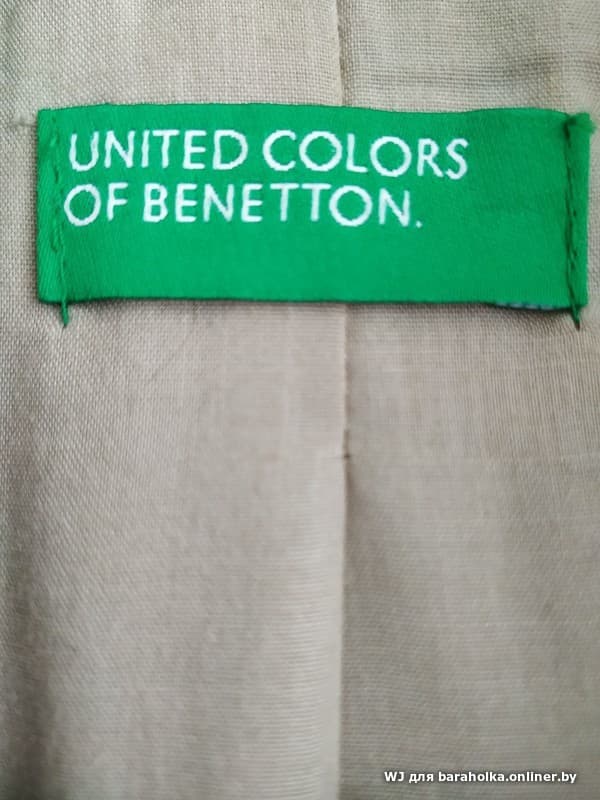 UNITED COLORS
OF BENETTON.
WJ для baraholka.onliner.by